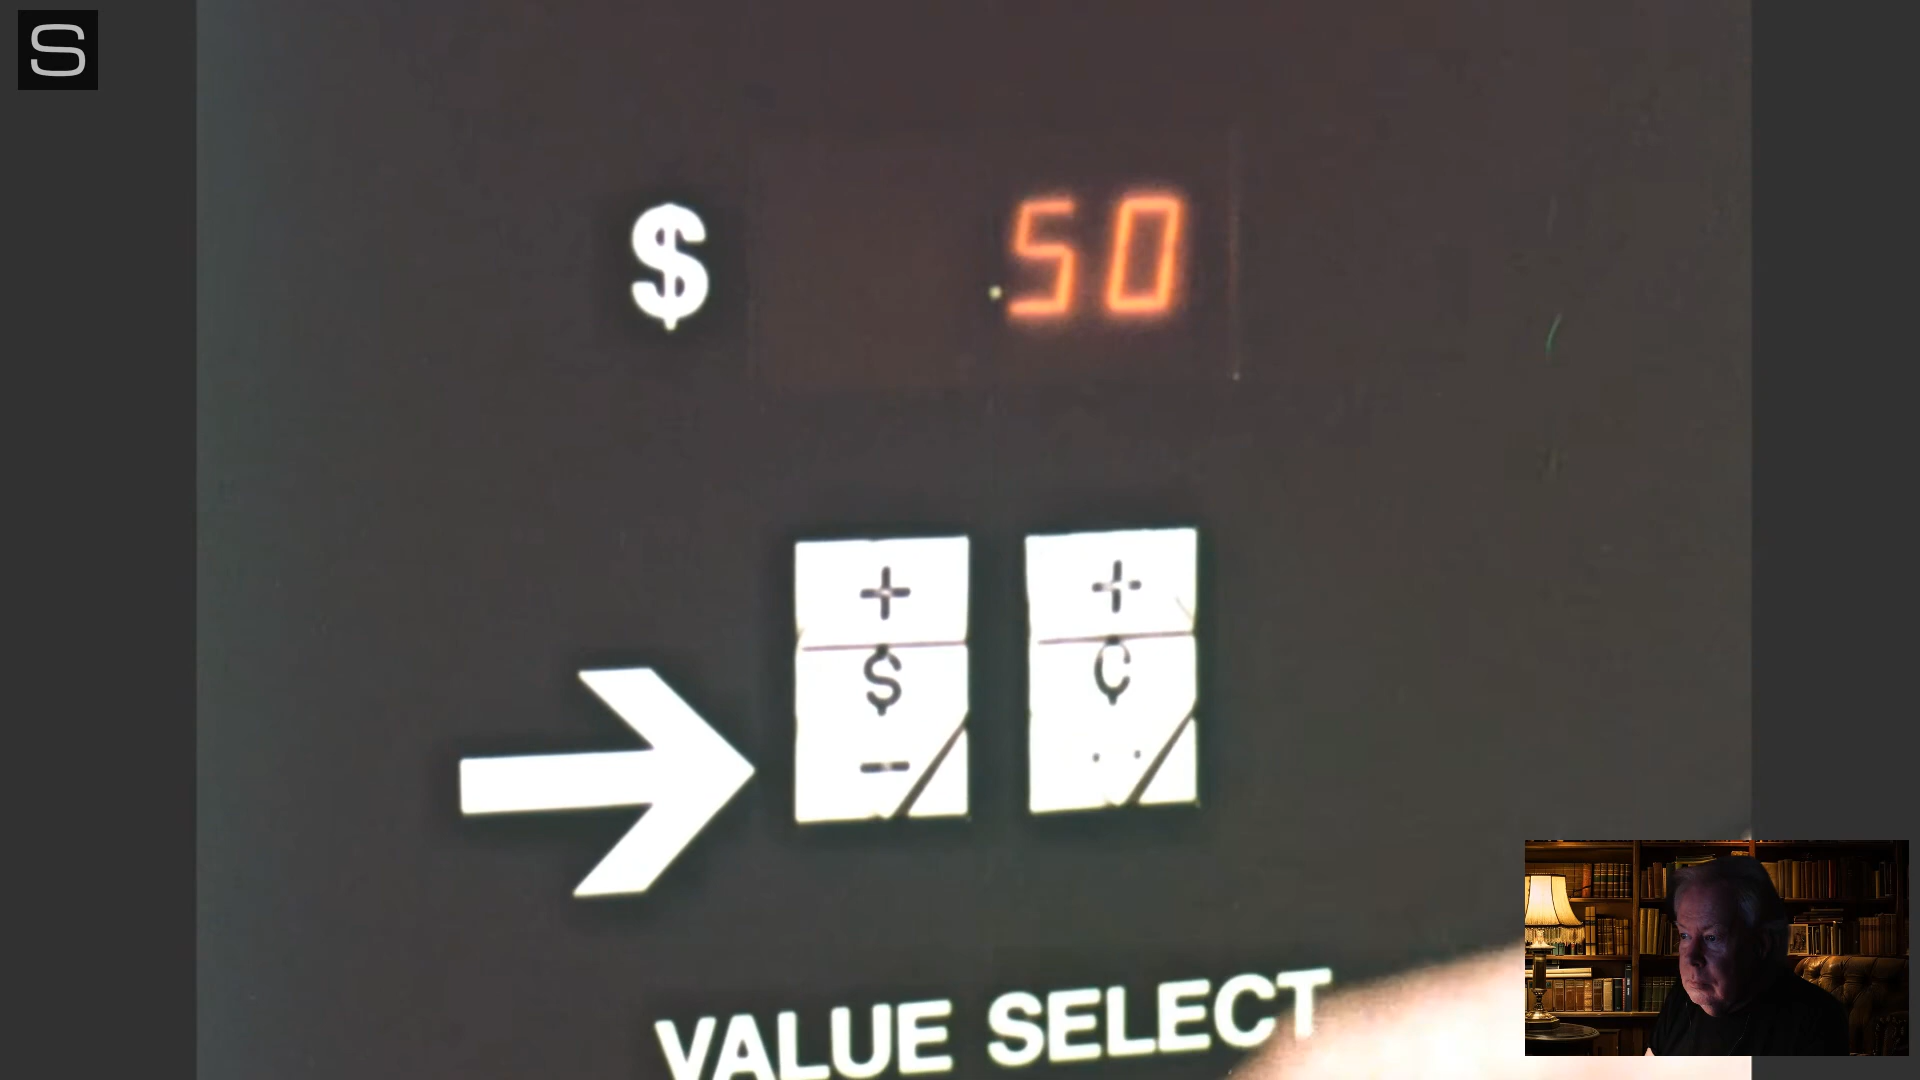 S
$ .50
+ +
$ ¢
-
VALUE SELECT